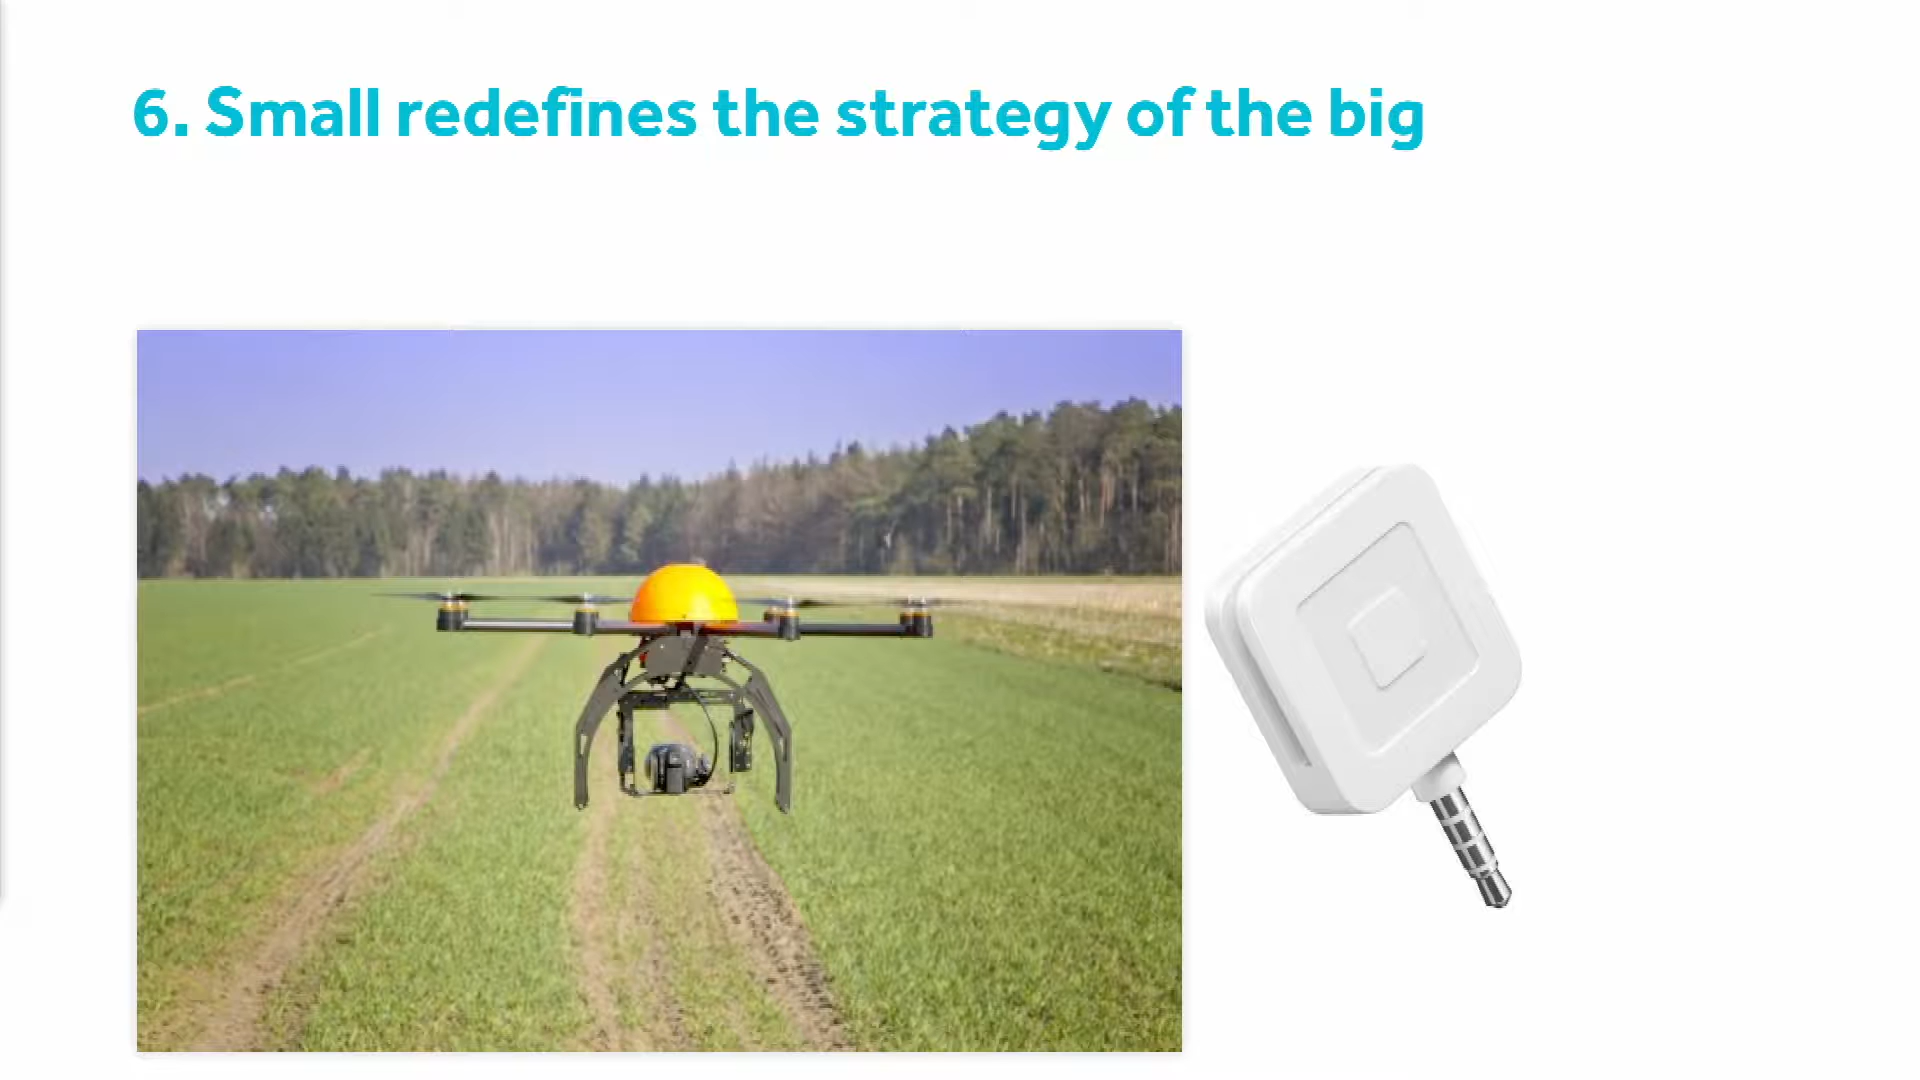 6. Small redefines the strategy of the big